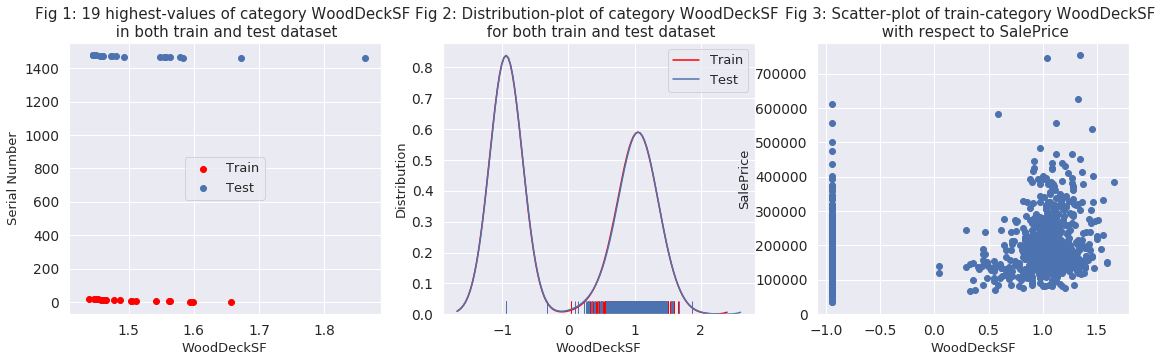 Fig 1: 19 highest-values of category WoodDeckSF
in both train and test dataset
1400
1200
1000
800
600
400
200
0
Serial Number
Train
Test
1.5
1.6
1.7
1.8
WoodDeckSF
Fig 2: Distribution-plot of category WoodDeckSF
for both train and test dataset
0.8
0.7
0.6
0.5
0.4
0.3
0.2
0.1
0.0
Distribution
Train
Test
−1
0
1
2
WoodDeckSF
Fig 3: Scatter-plot of train-category WoodDeckSF
with respect to SalePrice
700000
600000
500000
400000
300000
200000
100000
0
SalePrice
−1.0
−0.5
0.0
0.5
1.0
1.5
WoodDeckSF